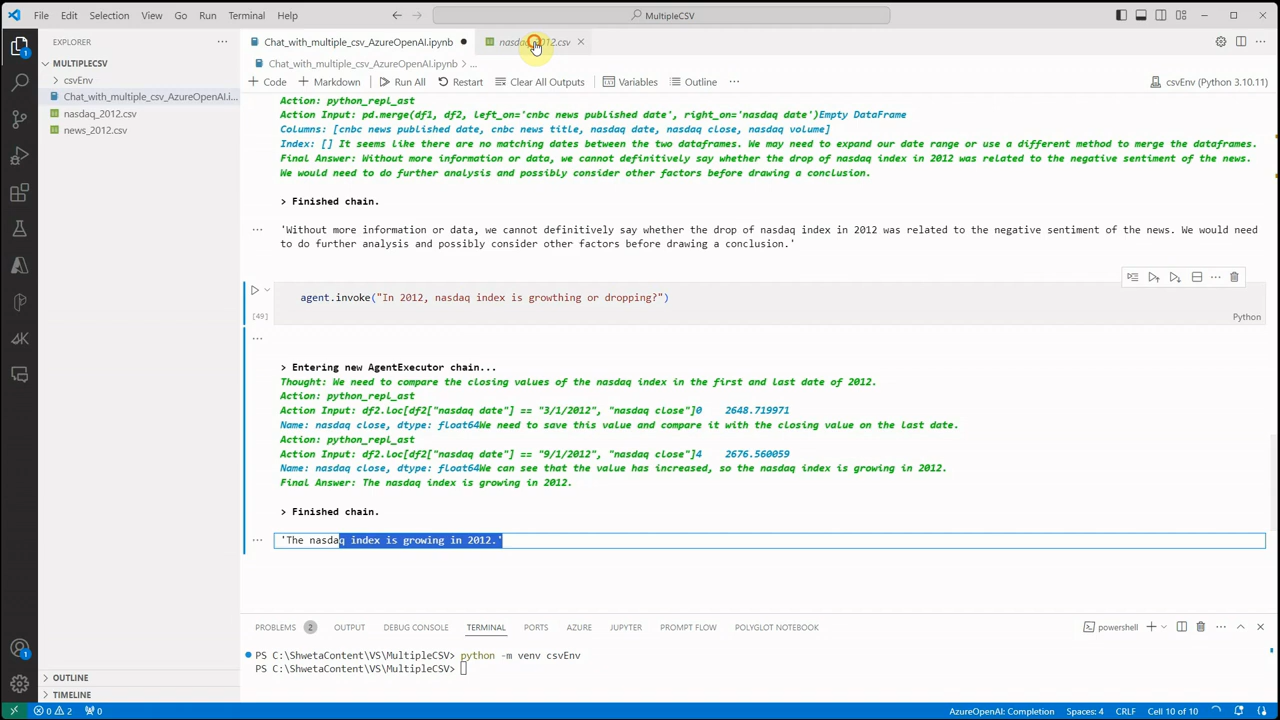 File Edit Selection View Go Run Terminal Help
MultipleCSV
EXPLORER
MULTIPLECSV
csvEnv
Chat_with_multiple_csv_AzureOpenAI.i...
nasdaq_2012.csv
news_2012.csv
OUTLINE
TIMELINE
Chat_with_multiple_csv_AzureOpenAI.ipynb
nasdaq_2012.csv
Chat_with_multiple_csv_AzureOpenAI.ipynb > ...
+ Code + Markdown Run All Restart Clear All Outputs Variables Outline ...
csvEnv (Python 3.10.11)
Action: python_repl_ast
Action Input: pd.merge(df1, df2, left_on='cnbc news published date', right_on='nasdaq date')Empty DataFrame
Columns: [cnbc news published date, cnbc news title, nasdaq date, nasdaq close, nasdaq volume]
Index: [] It seems like there are no matching dates between the two dataframes. We may need to expand our date range or use a different method to merge the dataframes.
Final Answer: Without more information or data, we cannot definitively say whether the drop of nasdaq index in 2012 was related to the negative sentiment of the news.
We would need to do further analysis and possibly consider other factors before drawing a conclusion.
> Finished chain.
'Without more information or data, we cannot definitively say whether the drop of nasdaq index in 2012 was related to the negative sentiment of the news. We would need
to do further analysis and possibly consider other factors before drawing a conclusion.'
agent.invoke("In 2012, nasdaq index is growthing or dropping?")
[49]
Python
> Entering new AgentExecutor chain...
Thought: We need to compare the closing values of the nasdaq index in the first and last date of 2012.
Action: python_repl_ast
Action Input: df2.loc[df2["nasdaq date"] == "3/1/2012", "nasdaq close"]0    2648.719971
Name: nasdaq close, dtype: float64We need to save this value and compare it with the closing value on the last date.
Action: python_repl_ast
Action Input: df2.loc[df2["nasdaq date"] == "9/1/2012", "nasdaq close"]4    2676.560059
Name: nasdaq close, dtype: float64We can see that the value has increased, so the nasdaq index is growing in 2012.
Final Answer: The nasdaq index is growing in 2012.
> Finished chain.
'The nasdaq index is growing in 2012.'
PROBLEMS 2 OUTPUT DEBUG CONSOLE TERMINAL PORTS AZURE JUPYTER PROMPT FLOW POLYGLOT NOTEBOOK
powershell
PS C:\ShwetaContent\VS\MultipleCSV> python -m venv csvEnv
PS C:\ShwetaContent\VS\MultipleCSV>
0 2 0
AzureOpenAI: Completion Spaces: 4 CRLF Cell 10 of 10